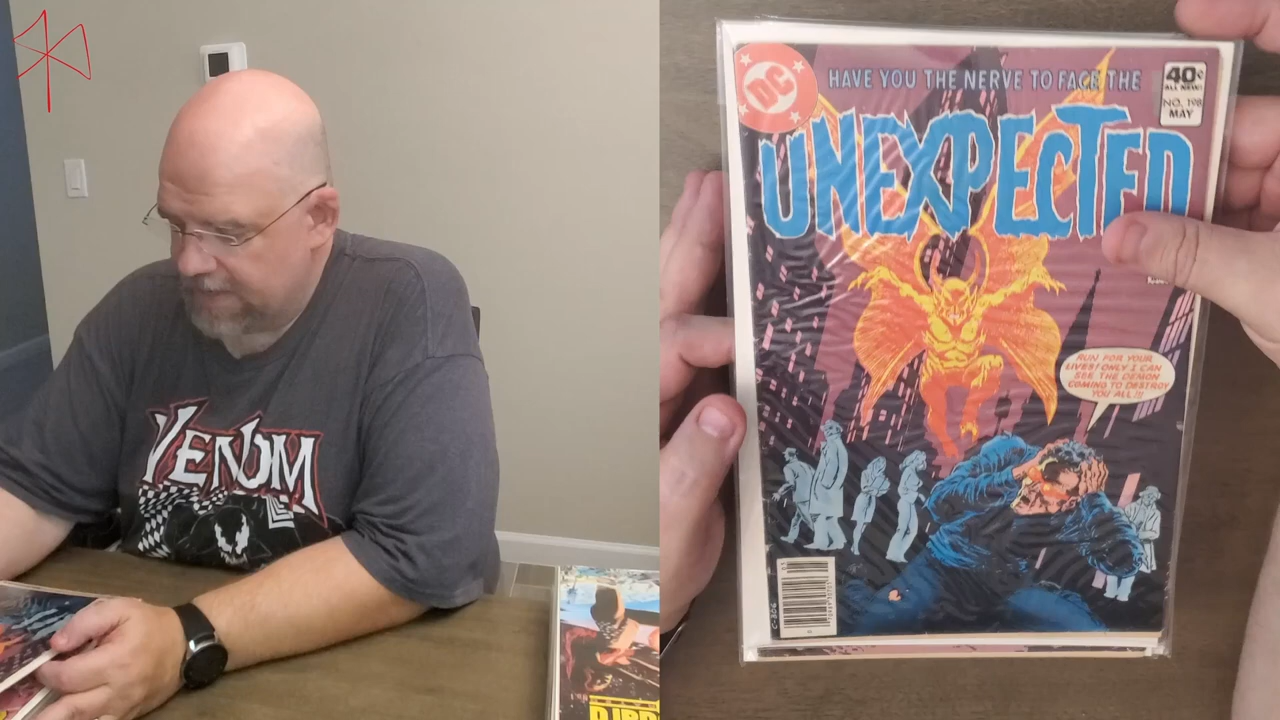 VENOM
DC
HAVE YOU THE NERVE TO FACE THE
40¢
ALL NEW!
NO. 198
MAY
UNEXPECTED
RUN FOR YOUR
LIVES! ONLY I CAN
SEE THE DEMON
COMING TO DESTROY
YOU ALL!!!
C-306